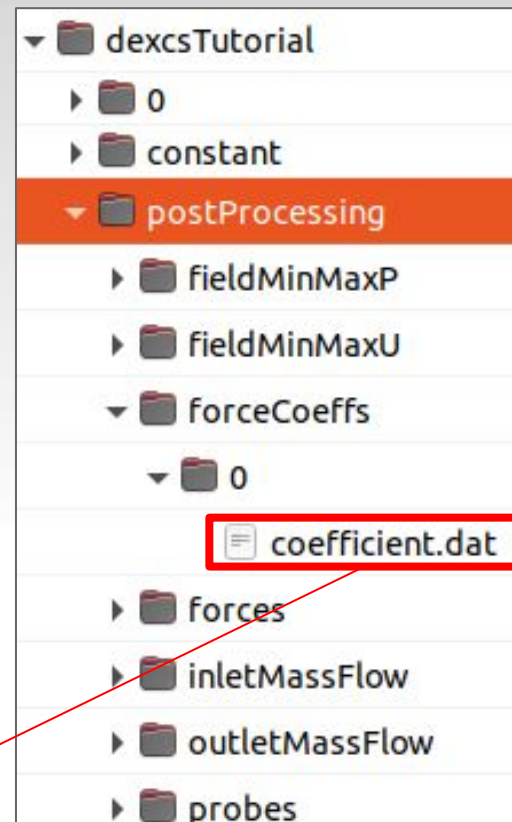 dexcsTutorial
0
constant
postProcessing
fieldMinMaxP
fieldMinMaxU
forceCoeffs
0
coefficient.dat
forces
inletMassFlow
outletMassFlow
probes